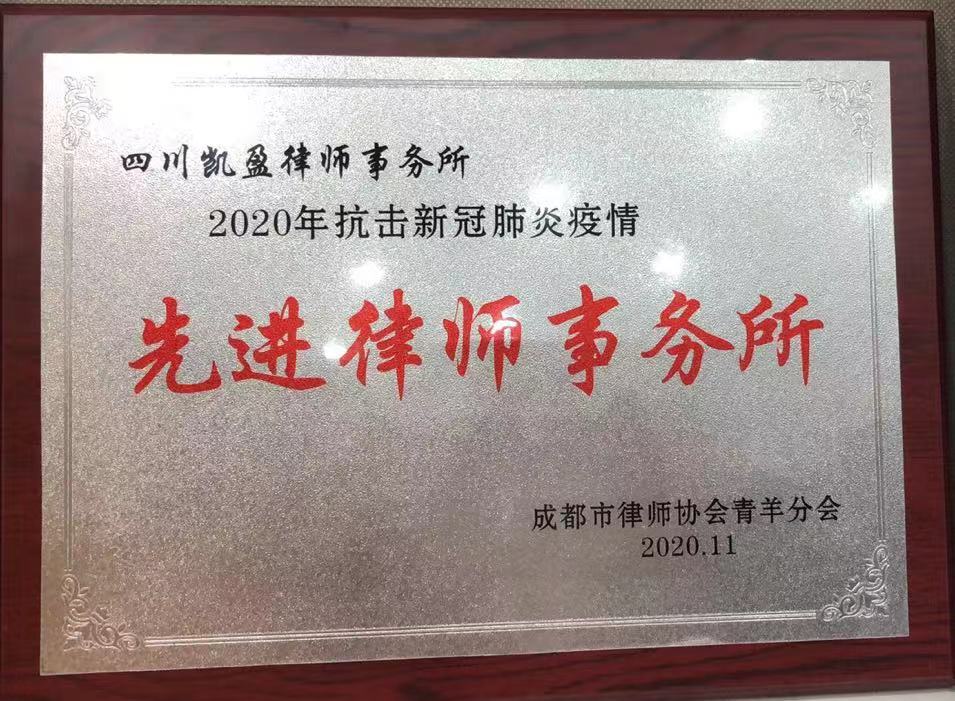 四川凯盈律师事务所
2020年抗击新冠肺炎疫情
先进律师事务所
成都市律师协会青羊分会
2020.11